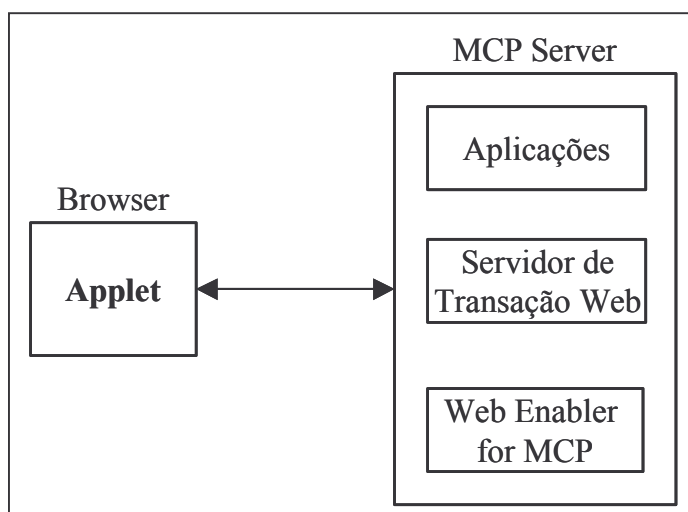 MCP Server
Aplicações
Browser
Applet
Servidor de
Transação Web
Web Enabler
for MCP